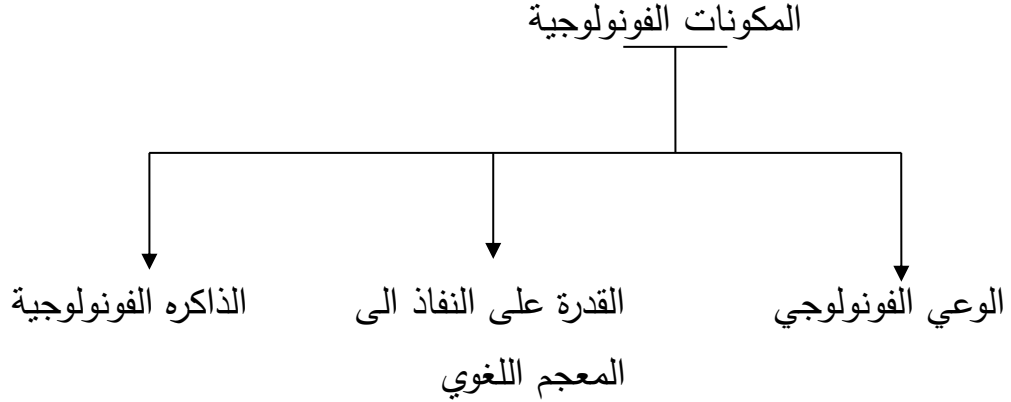 المكونات الفونولوجية
الوعي الفونولوجي
القدرة على النفاذ الى
المعجم اللغوي
الذاكره الفونولوجية